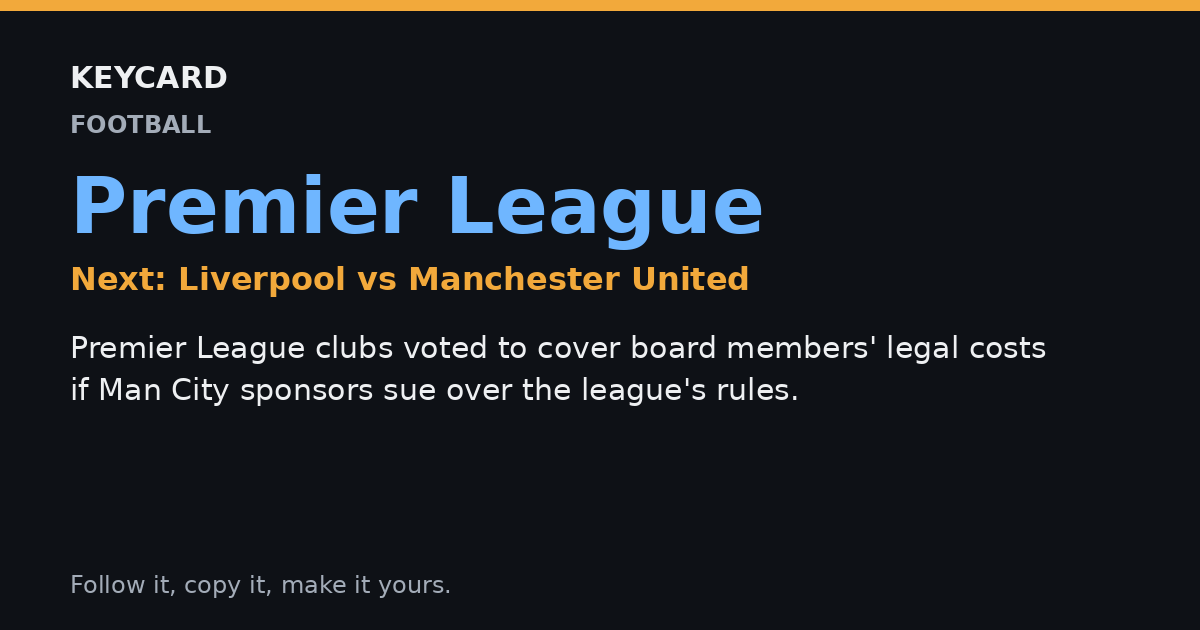 KEYCARD
FOOTBALL
Premier League
Next: Liverpool vs Manchester United
Premier League clubs voted to cover board members' legal costs
if Man City sponsors sue over the league's rules.
Follow it, copy it, make it yours.